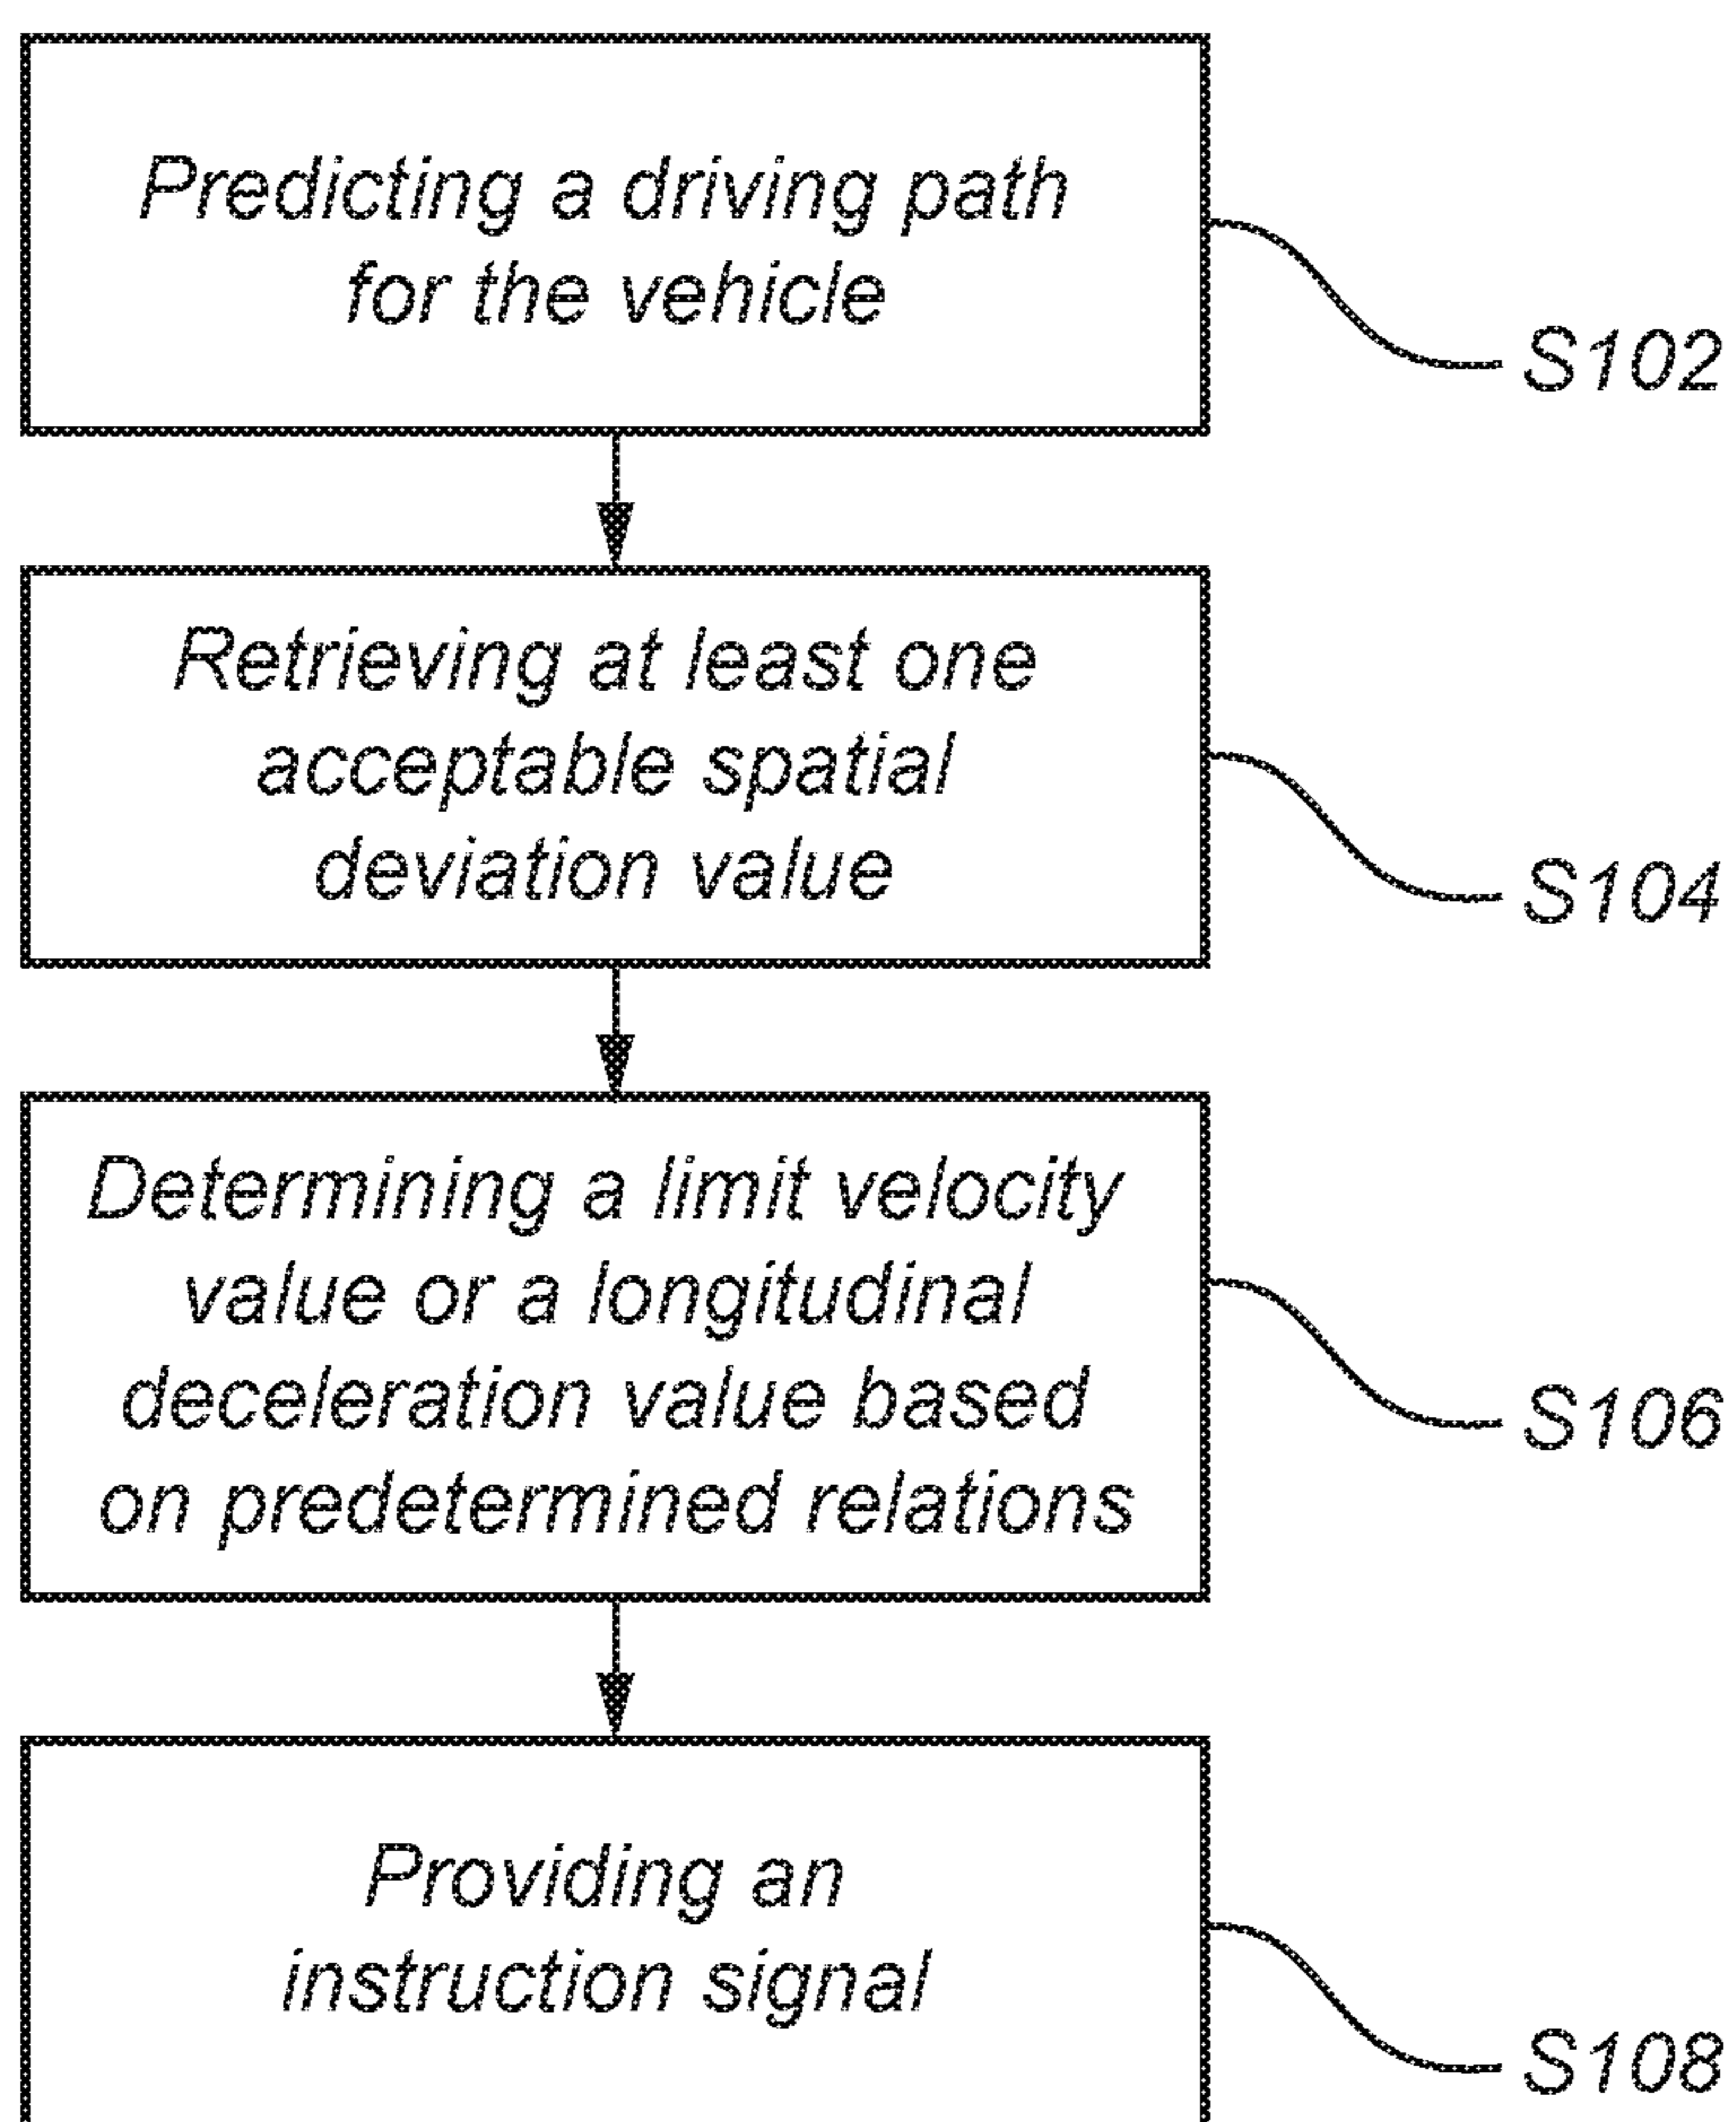 Predicting a driving path
for the vehicle
S102
Retrieving at least one
acceptable spatial
deviation value
S104
Determining a limit velocity
value or a longitudinal
deceleration value based
on predetermined relations
S106
Providing an
instruction signal
S108